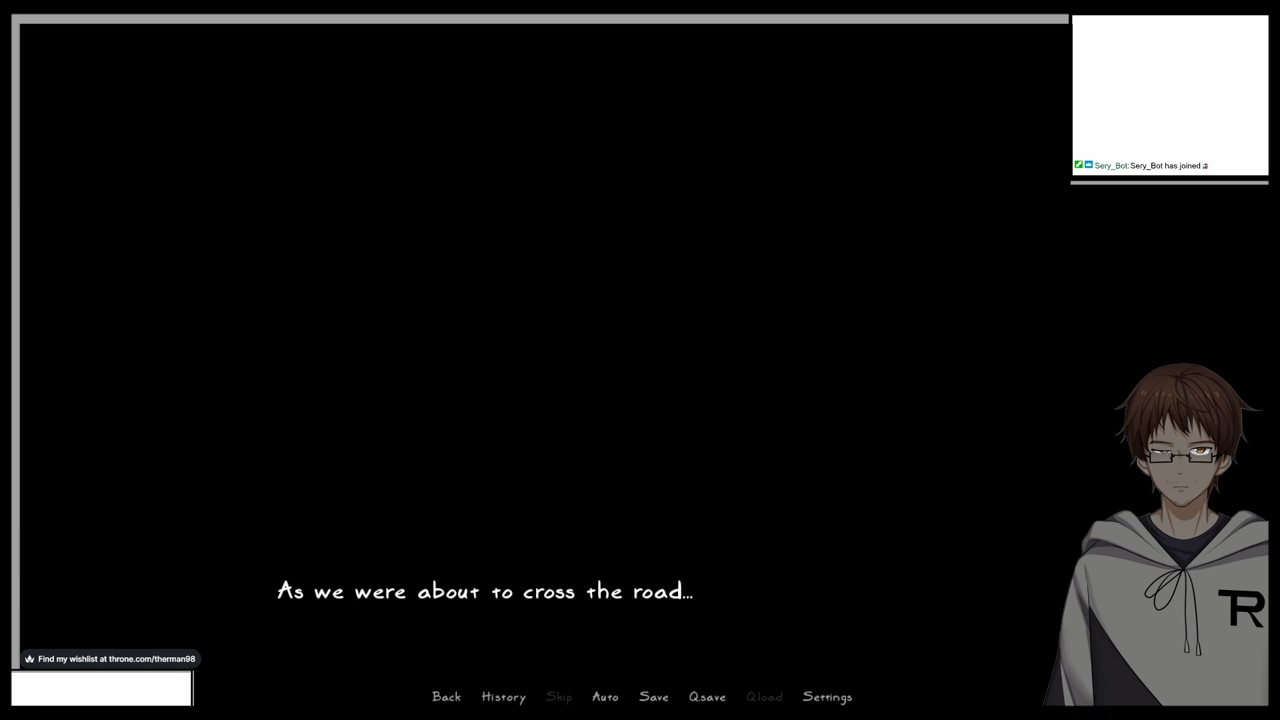 Sery_Bot: Sery_Bot has joined
TR
As we were about to cross the road...
Find my wishlist at throne.com/therman98
Back History Skip Auto Save Qsave Qload Settings